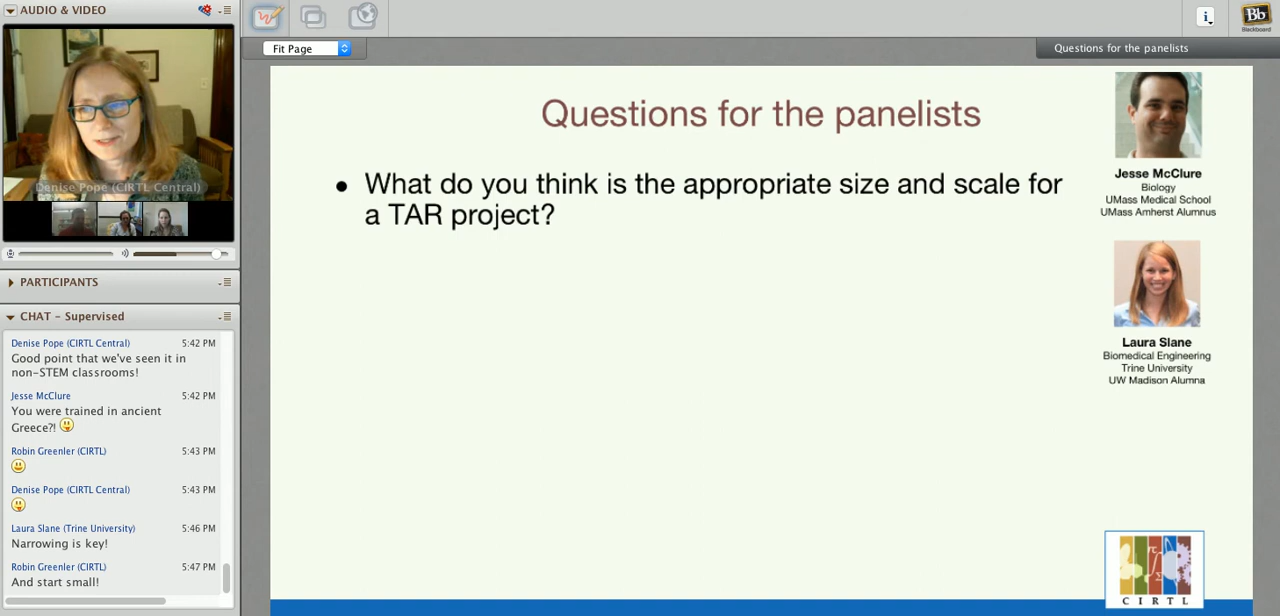 AUDIO & VIDEO
Denise Pope (CIRTL Central)
PARTICIPANTS
CHAT - Supervised
Denise Pope (CIRTL Central) 5:42 PM
Good point that we've seen it in
non-STEM classrooms!
Jesse McClure 5:42 PM
You were trained in ancient
Greece?!
Robin Greenler (CIRTL) 5:43 PM
Denise Pope (CIRTL Central) 5:43 PM
Laura Slane (Trine University) 5:46 PM
Narrowing is key!
Robin Greenler (CIRTL) 5:47 PM
And start small!
Fit Page
i
Bb
Blackboard
Questions for the panelists
Questions for the panelists
• What do you think is the appropriate size and scale for
a TAR project?
Jesse McClure
Biology
UMass Medical School
UMass Amherst Alumnus
Laura Slane
Biomedical Engineering
Trine University
UW Madison Alumna
CIRTL